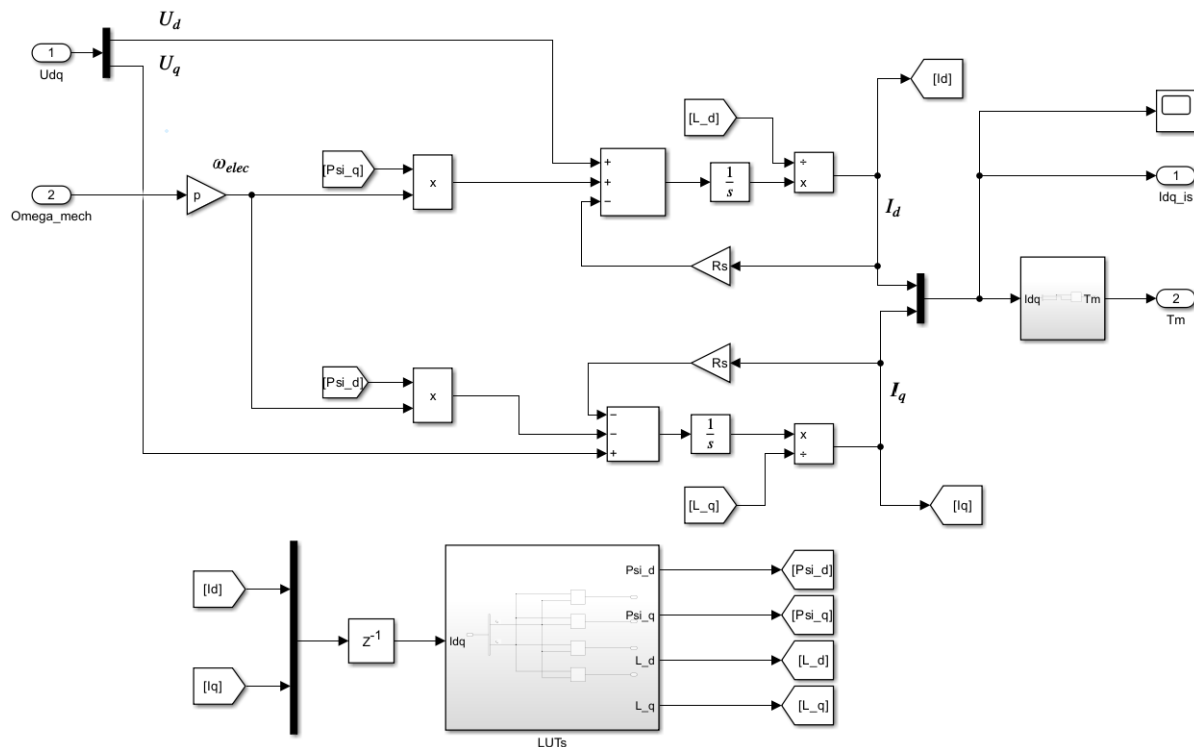 U_d
1
Udq
U_q
[Id]
[L_d]
ω_elec
[Psi_q]
x
+
+
−
1/s
÷
x
2
Omega_mech
p
1
Idq_is
I_d
Rs
Idq
Tm
2
Tm
Rs
[Psi_d]
x
I_q
−
−
+
1/s
x
÷
[L_q]
[Iq]
[Id]
Psi_d
[Psi_d]
Psi_q
[Psi_q]
Z⁻¹
Idq
L_d
[L_d]
[Iq]
L_q
[L_q]
LUTs